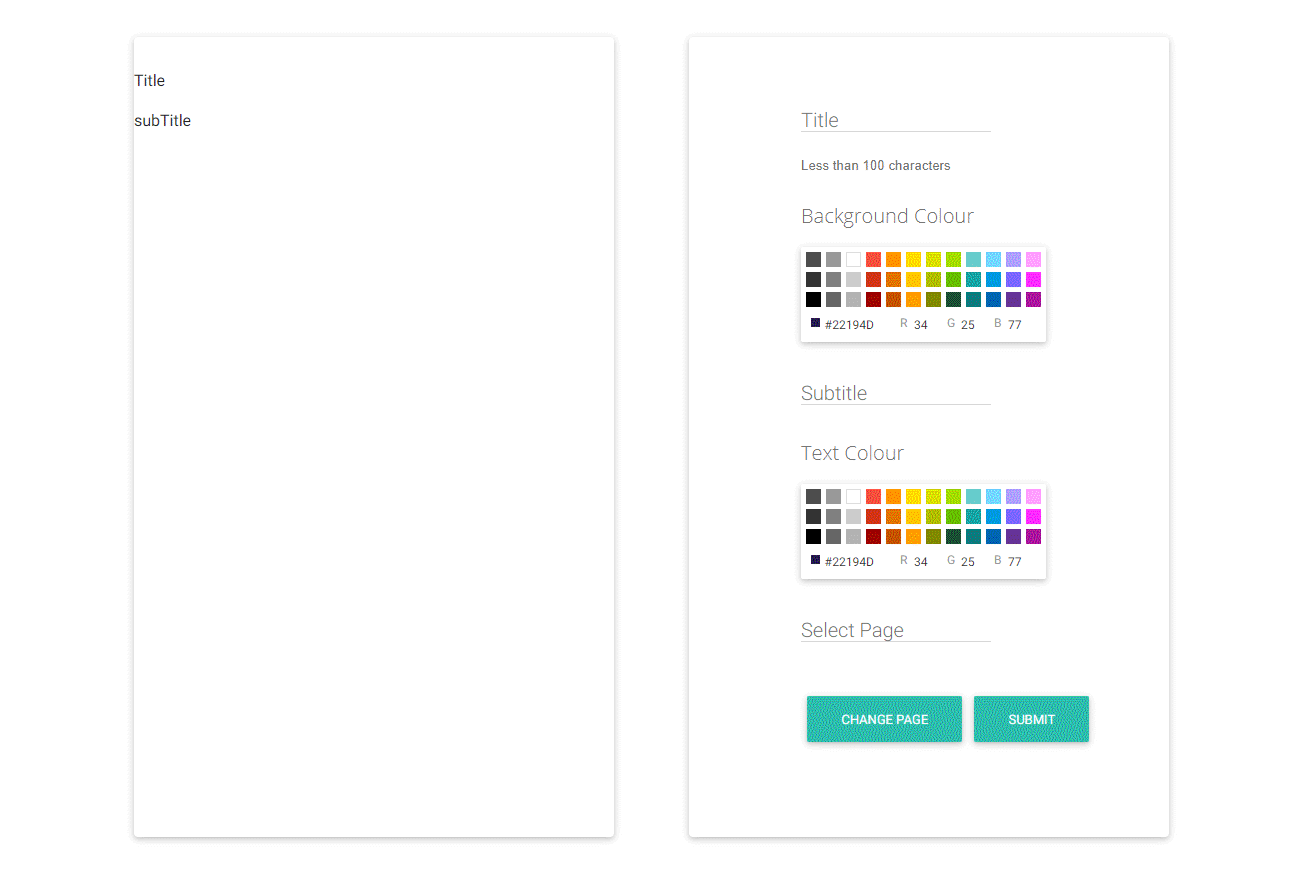 Title
subTitle
Title
Less than 100 characters
Background Colour
#22194D R 34 G 25 B 77
Subtitle
Text Colour
#22194D R 34 G 25 B 77
Select Page
CHANGE PAGE SUBMIT